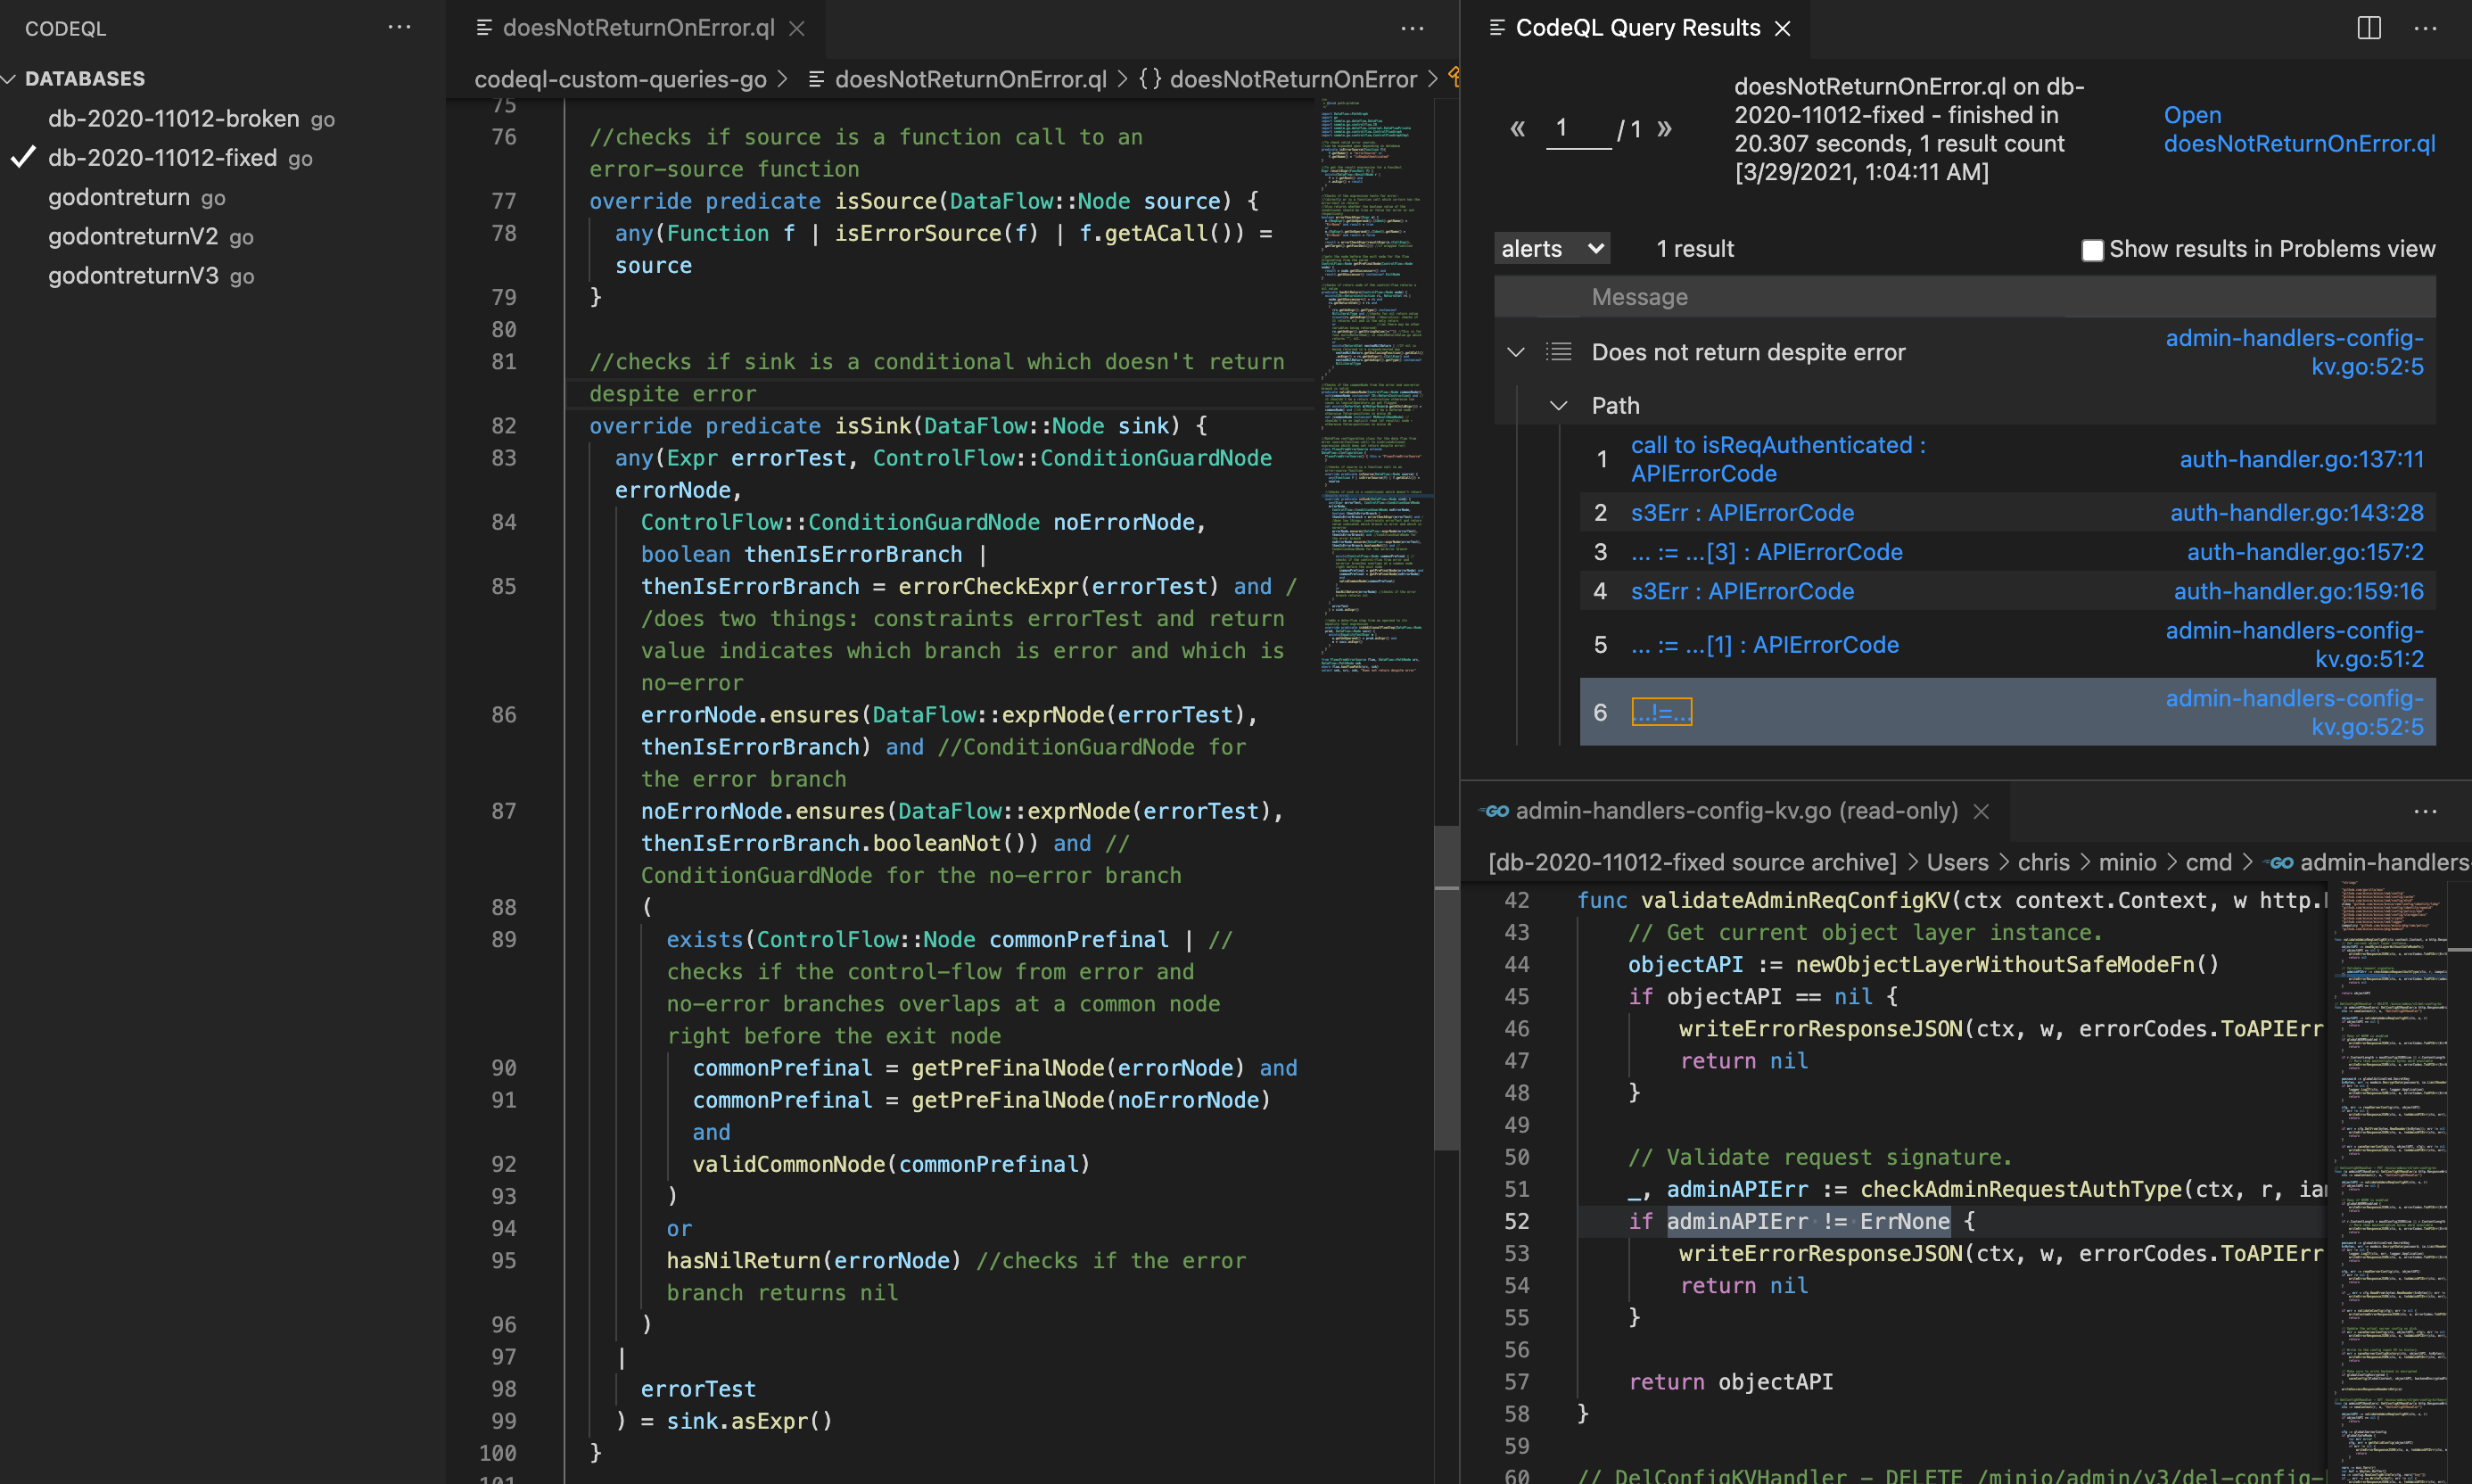 CODEQL
DATABASES
db-2020-11012-broken go
db-2020-11012-fixed go
godontreturn go
godontreturnV2 go
godontreturnV3 go
doesNotReturnOnError.ql
codeql-custom-queries-go > doesNotReturnOnError.ql > {} doesNotReturnOnError >
75
76 //checks if source is a function call to an
error-source function
77 override predicate isSource(DataFlow::Node source) {
78 any(Function f | isErrorSource(f) | f.getACall()) =
source
79 }
80
81 //checks if sink is a conditional which doesn't return
despite error
82 override predicate isSink(DataFlow::Node sink) {
83 any(Expr errorTest, ControlFlow::ConditionGuardNode
errorNode,
84 ControlFlow::ConditionGuardNode noErrorNode,
boolean thenIsErrorBranch |
85 thenIsErrorBranch = errorCheckExpr(errorTest) and /
/does two things: constraints errorTest and return
value indicates which branch is error and which is
no-error
86 errorNode.ensures(DataFlow::exprNode(errorTest),
thenIsErrorBranch) and //ConditionGuardNode for
the error branch
87 noErrorNode.ensures(DataFlow::exprNode(errorTest),
thenIsErrorBranch.booleanNot()) and //
ConditionGuardNode for the no-error branch
88 (
89 exists(ControlFlow::Node commonPrefinal | //
checks if the control-flow from error and
no-error branches overlaps at a common node
right before the exit node
90 commonPrefinal = getPreFinalNode(errorNode) and
91 commonPrefinal = getPreFinalNode(noErrorNode)
and
92 validCommonNode(commonPrefinal)
93 )
94 or
95 hasNilReturn(errorNode) //checks if the error
branch returns nil
96 )
97 |
98 errorTest
99 ) = sink.asExpr()
100 }
101
CodeQL Query Results
« 1 / 1 »
doesNotReturnOnError.ql on db-
2020-11012-fixed - finished in
20.307 seconds, 1 result count
[3/29/2021, 1:04:11 AM]
Open
doesNotReturnOnError.ql
alerts 1 result Show results in Problems view
Message
Does not return despite error admin-handlers-config-
kv.go:52:5
Path
1 call to isReqAuthenticated :
APIErrorCode auth-handler.go:137:11
2 s3Err : APIErrorCode auth-handler.go:143:28
3 ... := ...[3] : APIErrorCode auth-handler.go:157:2
4 s3Err : APIErrorCode auth-handler.go:159:16
5 ... := ...[1] : APIErrorCode admin-handlers-config-
kv.go:51:2
6 ...!=... admin-handlers-config-
kv.go:52:5
GO admin-handlers-config-kv.go (read-only)
[db-2020-11012-fixed source archive] > Users > chris > minio > cmd > GO admin-handlers-
42 func validateAdminReqConfigKV(ctx context.Context, w http.
43 // Get current object layer instance.
44 objectAPI := newObjectLayerWithoutSafeModeFn()
45 if objectAPI == nil {
46 writeErrorResponseJSON(ctx, w, errorCodes.ToAPIErr
47 return nil
48 }
49
50 // Validate request signature.
51 _, adminAPIErr := checkAdminRequestAuthType(ctx, r, iam
52 if adminAPIErr != ErrNone {
53 writeErrorResponseJSON(ctx, w, errorCodes.ToAPIErr
54 return nil
55 }
56
57 return objectAPI
58 }
59
60 // DelConfigKVHandler - DELETE /minio/admin/v3/del-config-